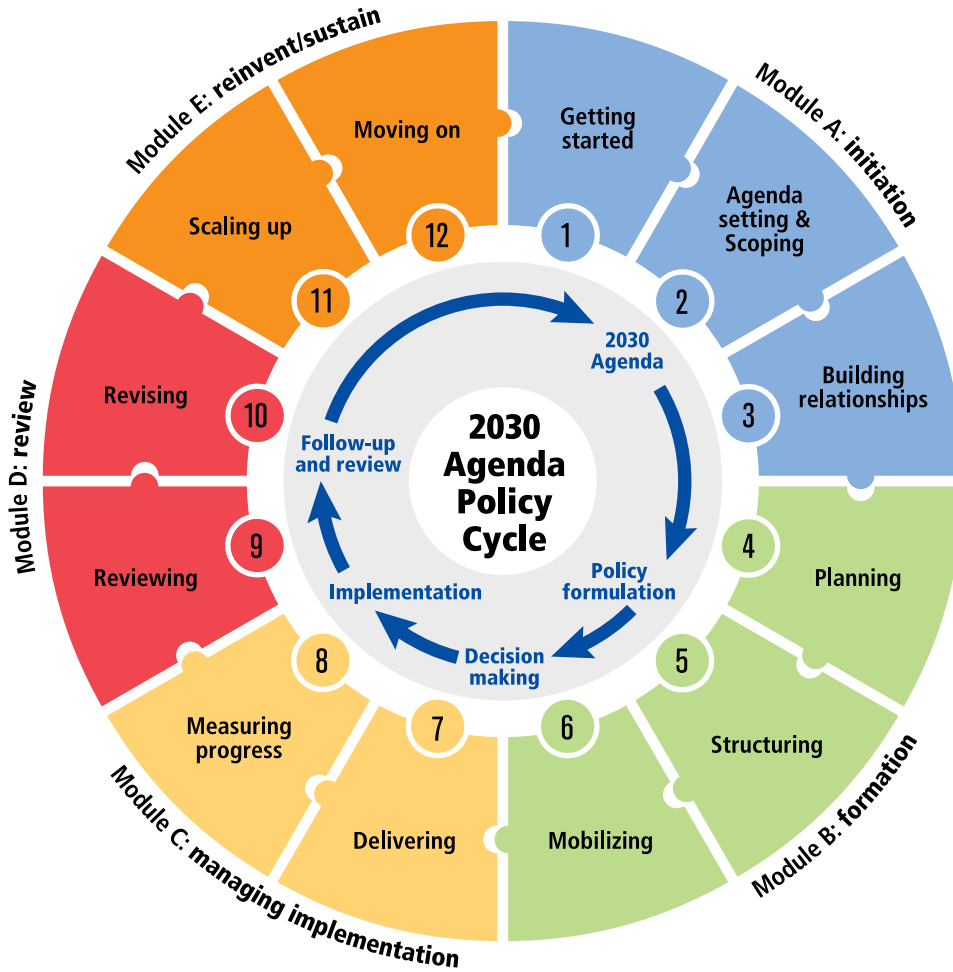 Module A: initiation
Getting
started
1
Agenda
setting &
Scoping
2
Building
relationships
3
Module B: formation
Planning
4
Structuring
5
Mobilizing
6
Module C: managing implementation
Delivering
7
Measuring
progress
8
Module D: review
Reviewing
9
Revising
10
Module E: reinvent/sustain
Scaling up
11
Moving on
12
2030
Agenda
Policy
formulation
Decision
making
Implementation
Follow-up
and review
2030
Agenda
Policy
Cycle